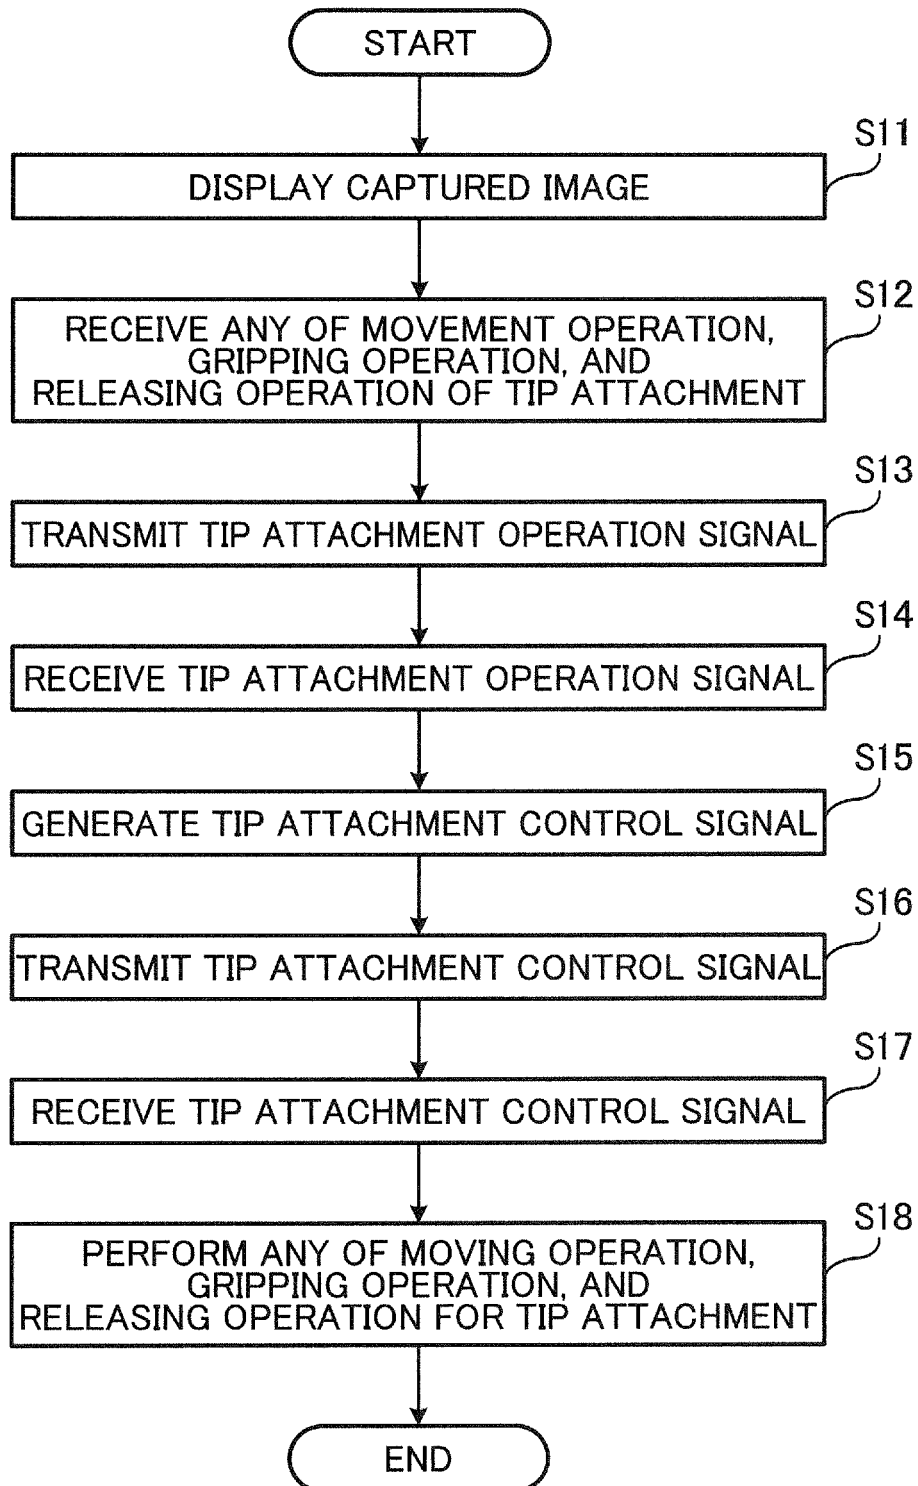 START
S11
DISPLAY CAPTURED IMAGE
S12
RECEIVE ANY OF MOVEMENT OPERATION,
GRIPPING OPERATION, AND
RELEASING OPERATION OF TIP ATTACHMENT
S13
TRANSMIT TIP ATTACHMENT OPERATION SIGNAL
S14
RECEIVE TIP ATTACHMENT OPERATION SIGNAL
S15
GENERATE TIP ATTACHMENT CONTROL SIGNAL
S16
TRANSMIT TIP ATTACHMENT CONTROL SIGNAL
S17
RECEIVE TIP ATTACHMENT CONTROL SIGNAL
S18
PERFORM ANY OF MOVING OPERATION,
GRIPPING OPERATION, AND
RELEASING OPERATION FOR TIP ATTACHMENT
END